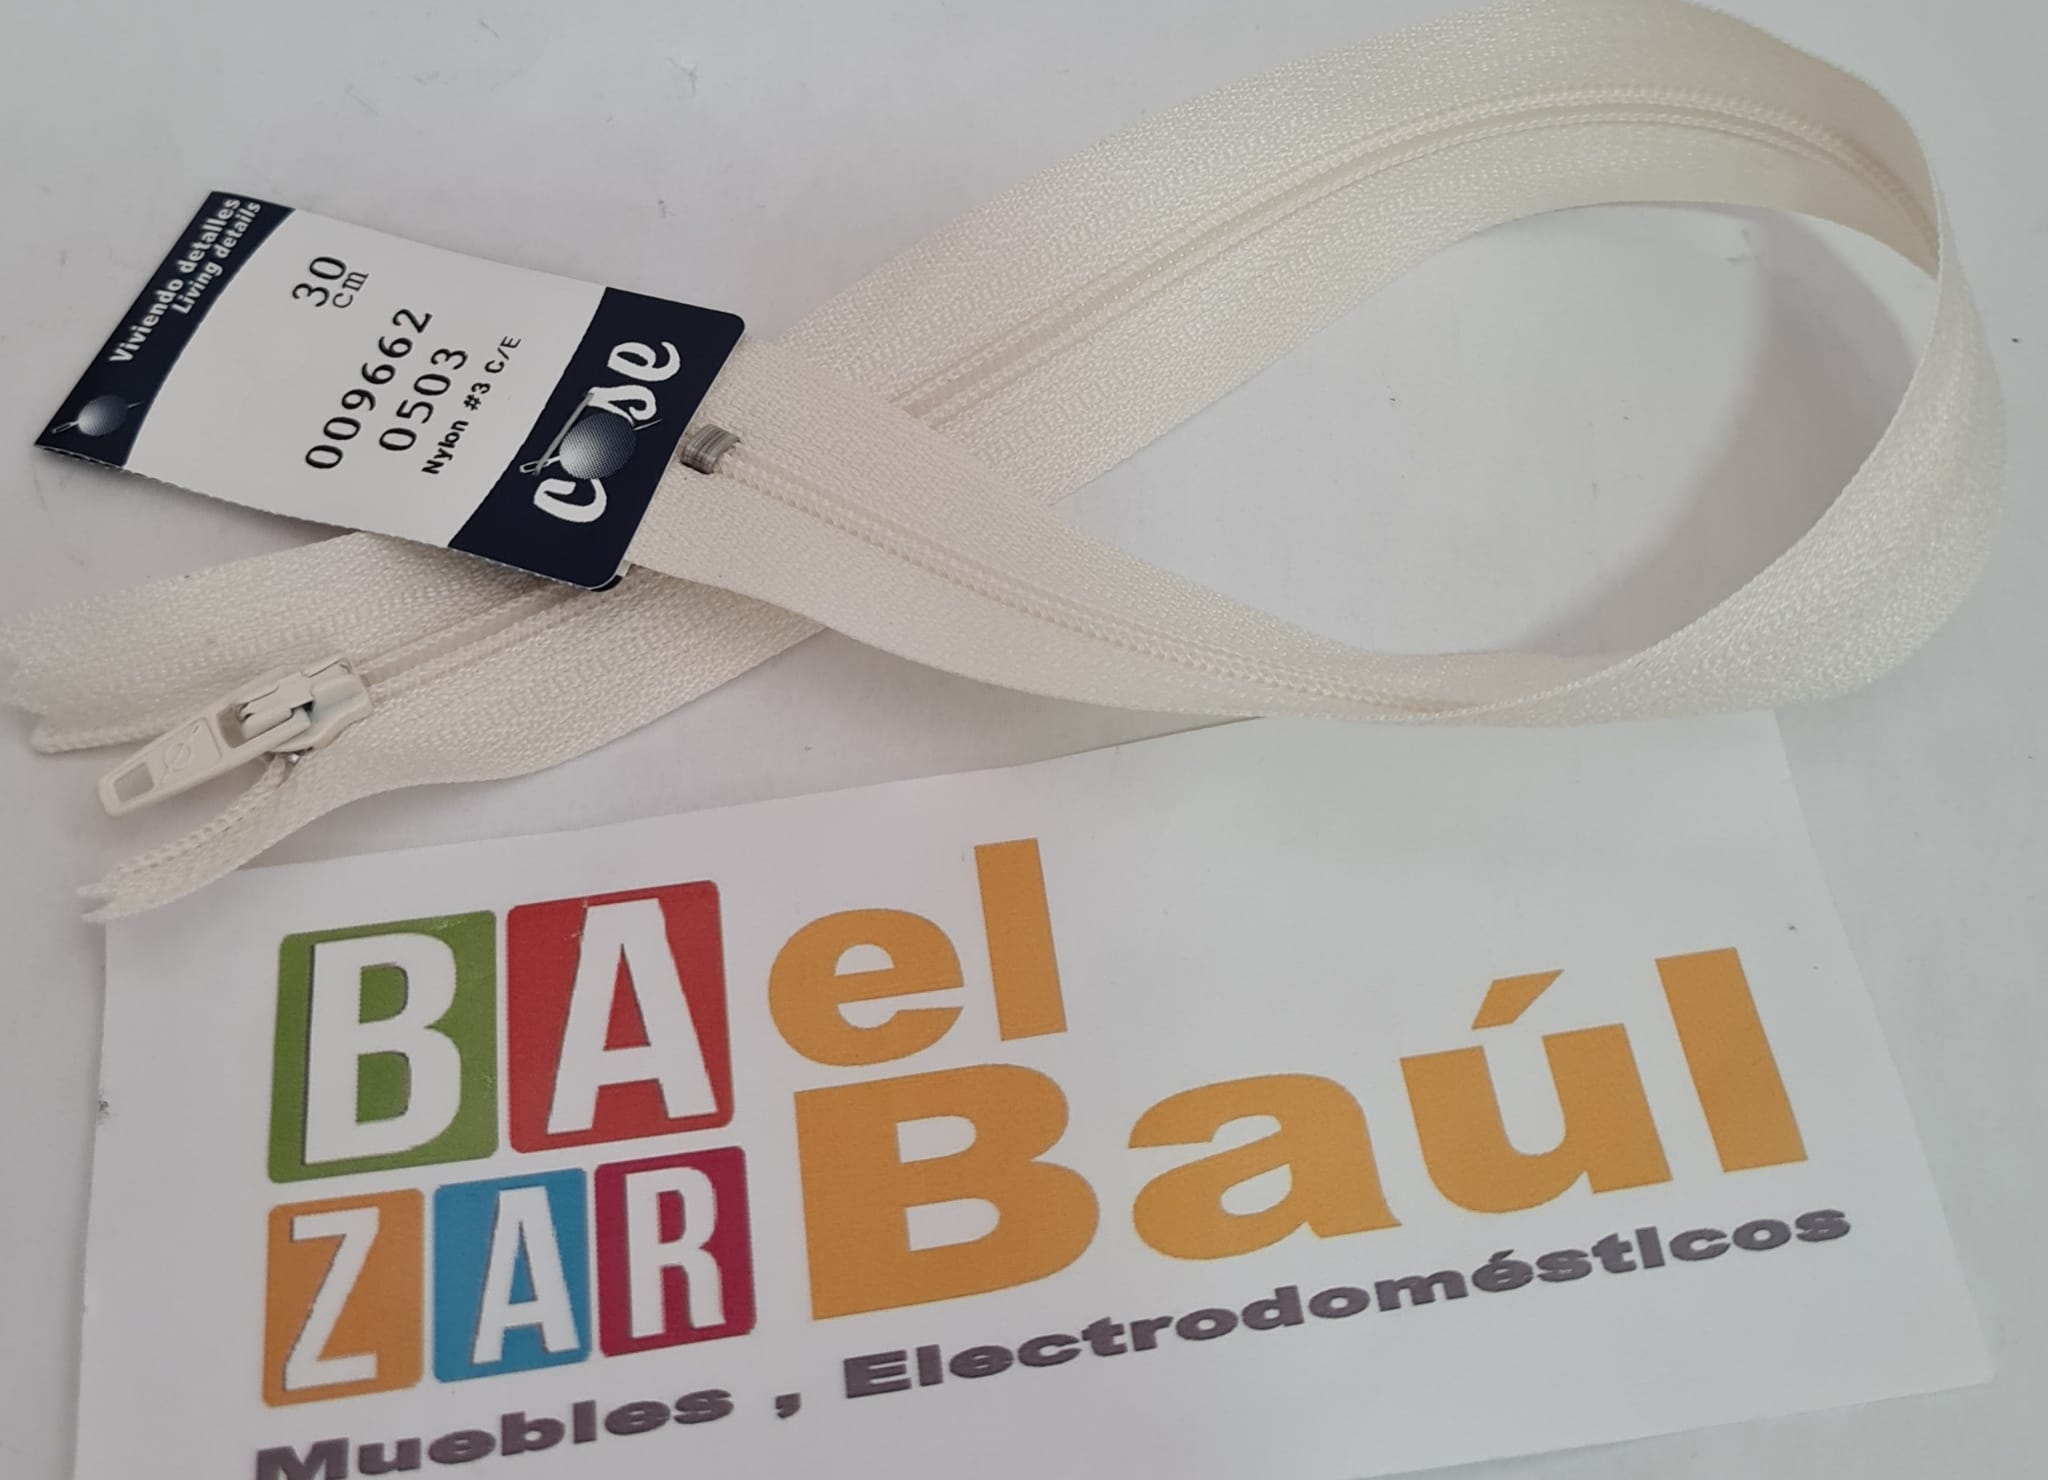 Viviendo detalles
Living details
30
cm
009662
0503
Nylon #3 C/E
cose
BA
ZAR
el
Baúl
Muebles , Electrodomésticos